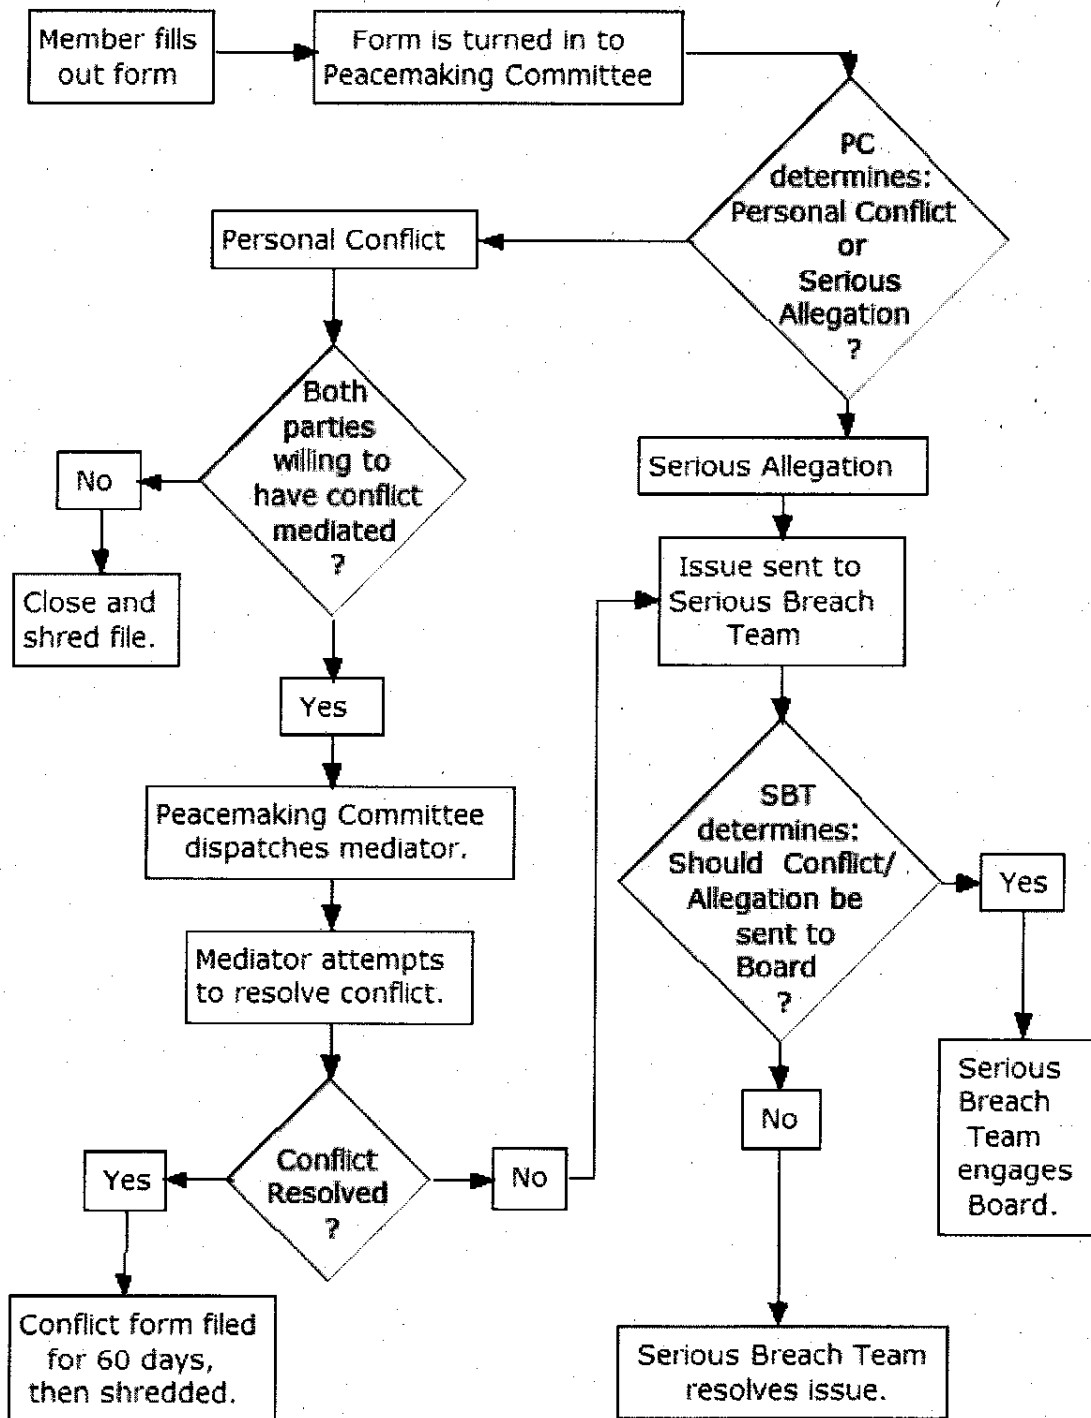 Member fills
out form
Form is turned in to
Peacemaking Committee
PC
determines:
Personal Conflict
or
Serious
Allegation
?
Personal Conflict
Both
parties
willing to
have conflict
mediated
?
No
Close and
shred file.
Yes
Peacemaking Committee
dispatches mediator.
Mediator attempts
to resolve conflict.
Conflict
Resolved
?
Yes
Conflict form filed
for 60 days,
then shredded.
No
Serious Allegation
Issue sent to
Serious Breach
Team
SBT
determines:
Should Conflict/
Allegation be
sent to
Board
?
Yes
Serious
Breach
Team
engages
Board.
No
Serious Breach Team
resolves issue.